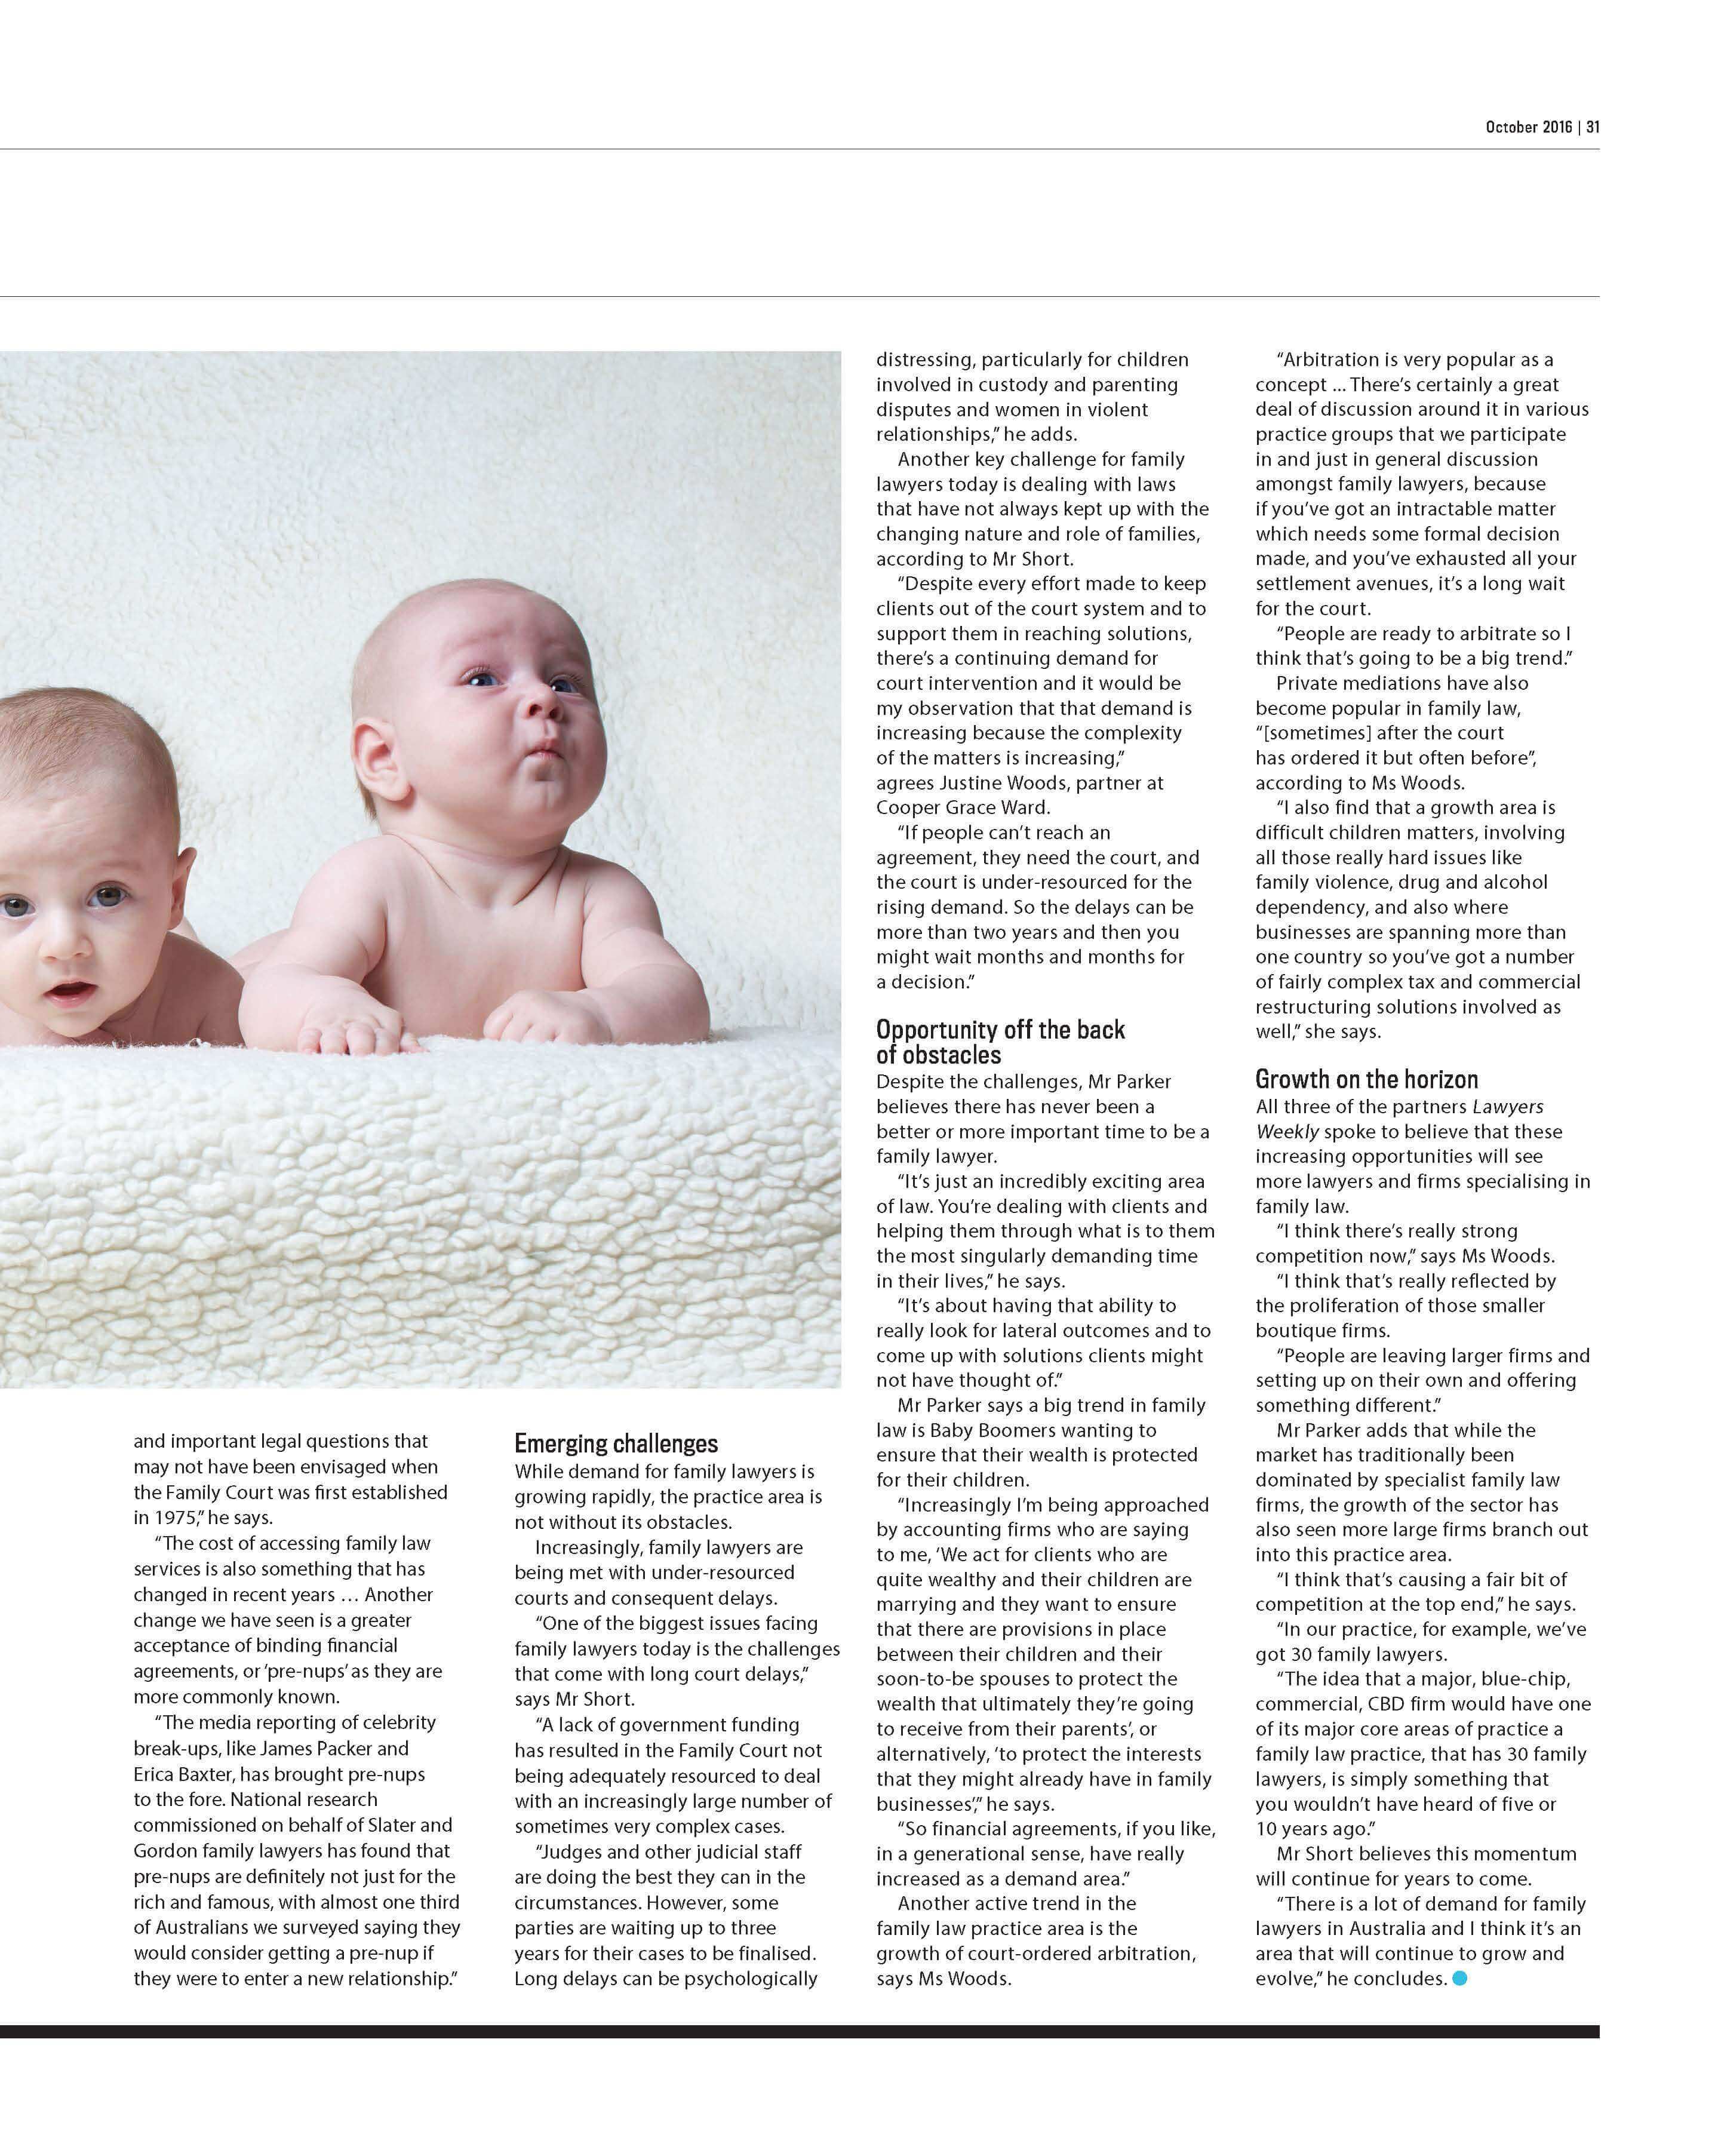 October 2016 | 31
and important legal questions that
may not have been envisaged when
the Family Court was first established
in 1975,” he says.
“The cost of accessing family law
services is also something that has
changed in recent years … Another
change we have seen is a greater
acceptance of binding financial
agreements, or ‘pre-nups’ as they are
more commonly known.
“The media reporting of celebrity
break-ups, like James Packer and
Erica Baxter, has brought pre-nups
to the fore. National research
commissioned on behalf of Slater and
Gordon family lawyers has found that
pre-nups are definitely not just for the
rich and famous, with almost one third
of Australians we surveyed saying they
would consider getting a pre-nup if
they were to enter a new relationship.”
Emerging challenges
While demand for family lawyers is
growing rapidly, the practice area is
not without its obstacles.
Increasingly, family lawyers are
being met with under-resourced
courts and consequent delays.
“One of the biggest issues facing
family lawyers today is the challenges
that come with long court delays,”
says Mr Short.
“A lack of government funding
has resulted in the Family Court not
being adequately resourced to deal
with an increasingly large number of
sometimes very complex cases.
“Judges and other judicial staff
are doing the best they can in the
circumstances. However, some
parties are waiting up to three
years for their cases to be finalised.
Long delays can be psychologically
distressing, particularly for children
involved in custody and parenting
disputes and women in violent
relationships,” he adds.
Another key challenge for family
lawyers today is dealing with laws
that have not always kept up with the
changing nature and role of families,
according to Mr Short.
“Despite every effort made to keep
clients out of the court system and to
support them in reaching solutions,
there’s a continuing demand for
court intervention and it would be
my observation that that demand is
increasing because the complexity
of the matters is increasing,”
agrees Justine Woods, partner at
Cooper Grace Ward.
“If people can’t reach an
agreement, they need the court, and
the court is under-resourced for the
rising demand. So the delays can be
more than two years and then you
might wait months and months for
a decision.”
Opportunity off the back
of obstacles
Despite the challenges, Mr Parker
believes there has never been a
better or more important time to be a
family lawyer.
“It’s just an incredibly exciting area
of law. You’re dealing with clients and
helping them through what is to them
the most singularly demanding time
in their lives,” he says.
“It’s about having that ability to
really look for lateral outcomes and to
come up with solutions clients might
not have thought of.”
Mr Parker says a big trend in family
law is Baby Boomers wanting to
ensure that their wealth is protected
for their children.
“Increasingly I’m being approached
by accounting firms who are saying
to me, ‘We act for clients who are
quite wealthy and their children are
marrying and they want to ensure
that there are provisions in place
between their children and their
soon-to-be spouses to protect the
wealth that ultimately they’re going
to receive from their parents’, or
alternatively, ‘to protect the interests
that they might already have in family
businesses’,” he says.
“So financial agreements, if you like,
in a generational sense, have really
increased as a demand area.”
Another active trend in the
family law practice area is the
growth of court-ordered arbitration,
says Ms Woods.
“Arbitration is very popular as a
concept ... There’s certainly a great
deal of discussion around it in various
practice groups that we participate
in and just in general discussion
amongst family lawyers, because
if you’ve got an intractable matter
which needs some formal decision
made, and you’ve exhausted all your
settlement avenues, it’s a long wait
for the court.
“People are ready to arbitrate so I
think that’s going to be a big trend.”
Private mediations have also
become popular in family law,
“[sometimes] after the court
has ordered it but often before”,
according to Ms Woods.
“I also find that a growth area is
difficult children matters, involving
all those really hard issues like
family violence, drug and alcohol
dependency, and also where
businesses are spanning more than
one country so you’ve got a number
of fairly complex tax and commercial
restructuring solutions involved as
well,” she says.
Growth on the horizon
All three of the partners Lawyers
Weekly spoke to believe that these
increasing opportunities will see
more lawyers and firms specialising in
family law.
“I think there’s really strong
competition now,” says Ms Woods.
“I think that’s really reflected by
the proliferation of those smaller
boutique firms.
“People are leaving larger firms and
setting up on their own and offering
something different.”
Mr Parker adds that while the
market has traditionally been
dominated by specialist family law
firms, the growth of the sector has
also seen more large firms branch out
into this practice area.
“I think that’s causing a fair bit of
competition at the top end,” he says.
“In our practice, for example, we’ve
got 30 family lawyers.
“The idea that a major, blue-chip,
commercial, CBD firm would have one
of its major core areas of practice a
family law practice, that has 30 family
lawyers, is simply something that
you wouldn’t have heard of five or
10 years ago.”
Mr Short believes this momentum
will continue for years to come.
“There is a lot of demand for family
lawyers in Australia and I think it’s an
area that will continue to grow and
evolve,” he concludes.